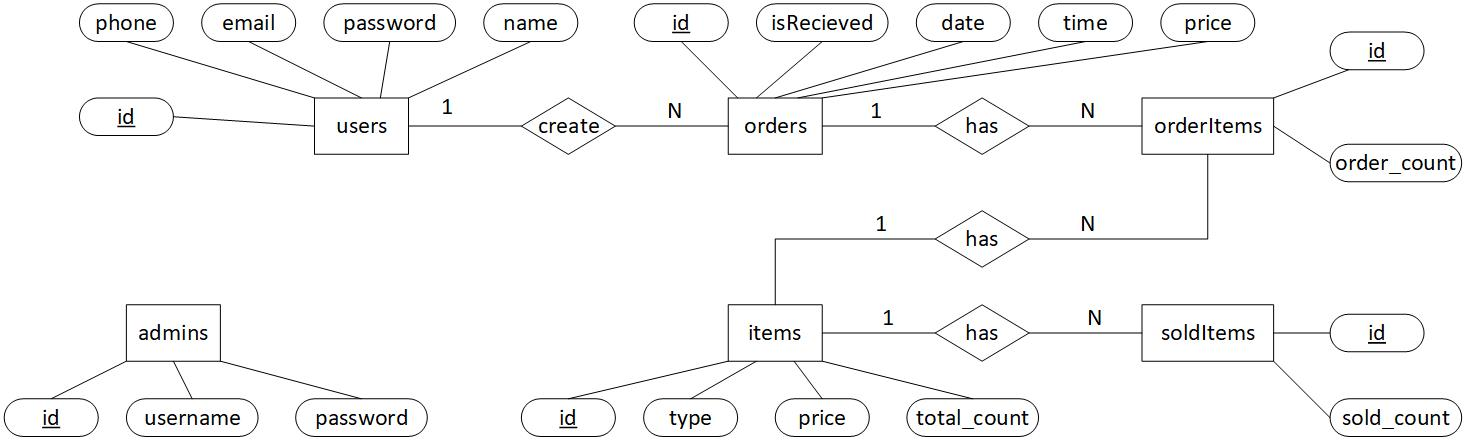 phone
email
password
name
id
isRecieved
date
time
price
id
id
users
1
create
N
orders
1
has
N
orderItems
order_count
1
has
N
admins
items
1
has
N
soldItems
id
id
username
password
id
type
price
total_count
sold_count